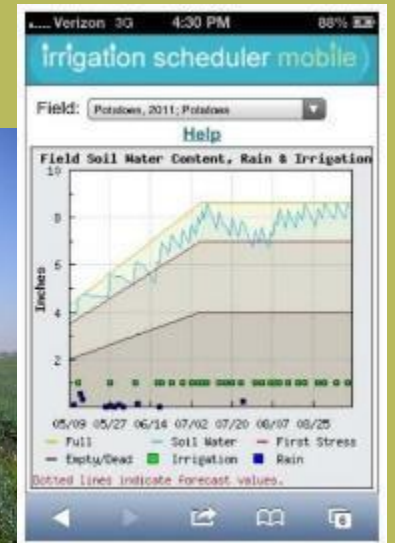 Verizon 3G 4:30 PM 88%
irrigation scheduler mobile
Field: Potatoes, 2011; Potatoes
Help
Field Soil Water Content, Rain & Irrigation
10
8
6
4
2
Inches
05/09 05/27 06/14 07/02 07/20 08/07 08/25
Full Soil Water First Stress
Empty/Dead Irrigation Rain
Dotted lines indicate forecast values.
6